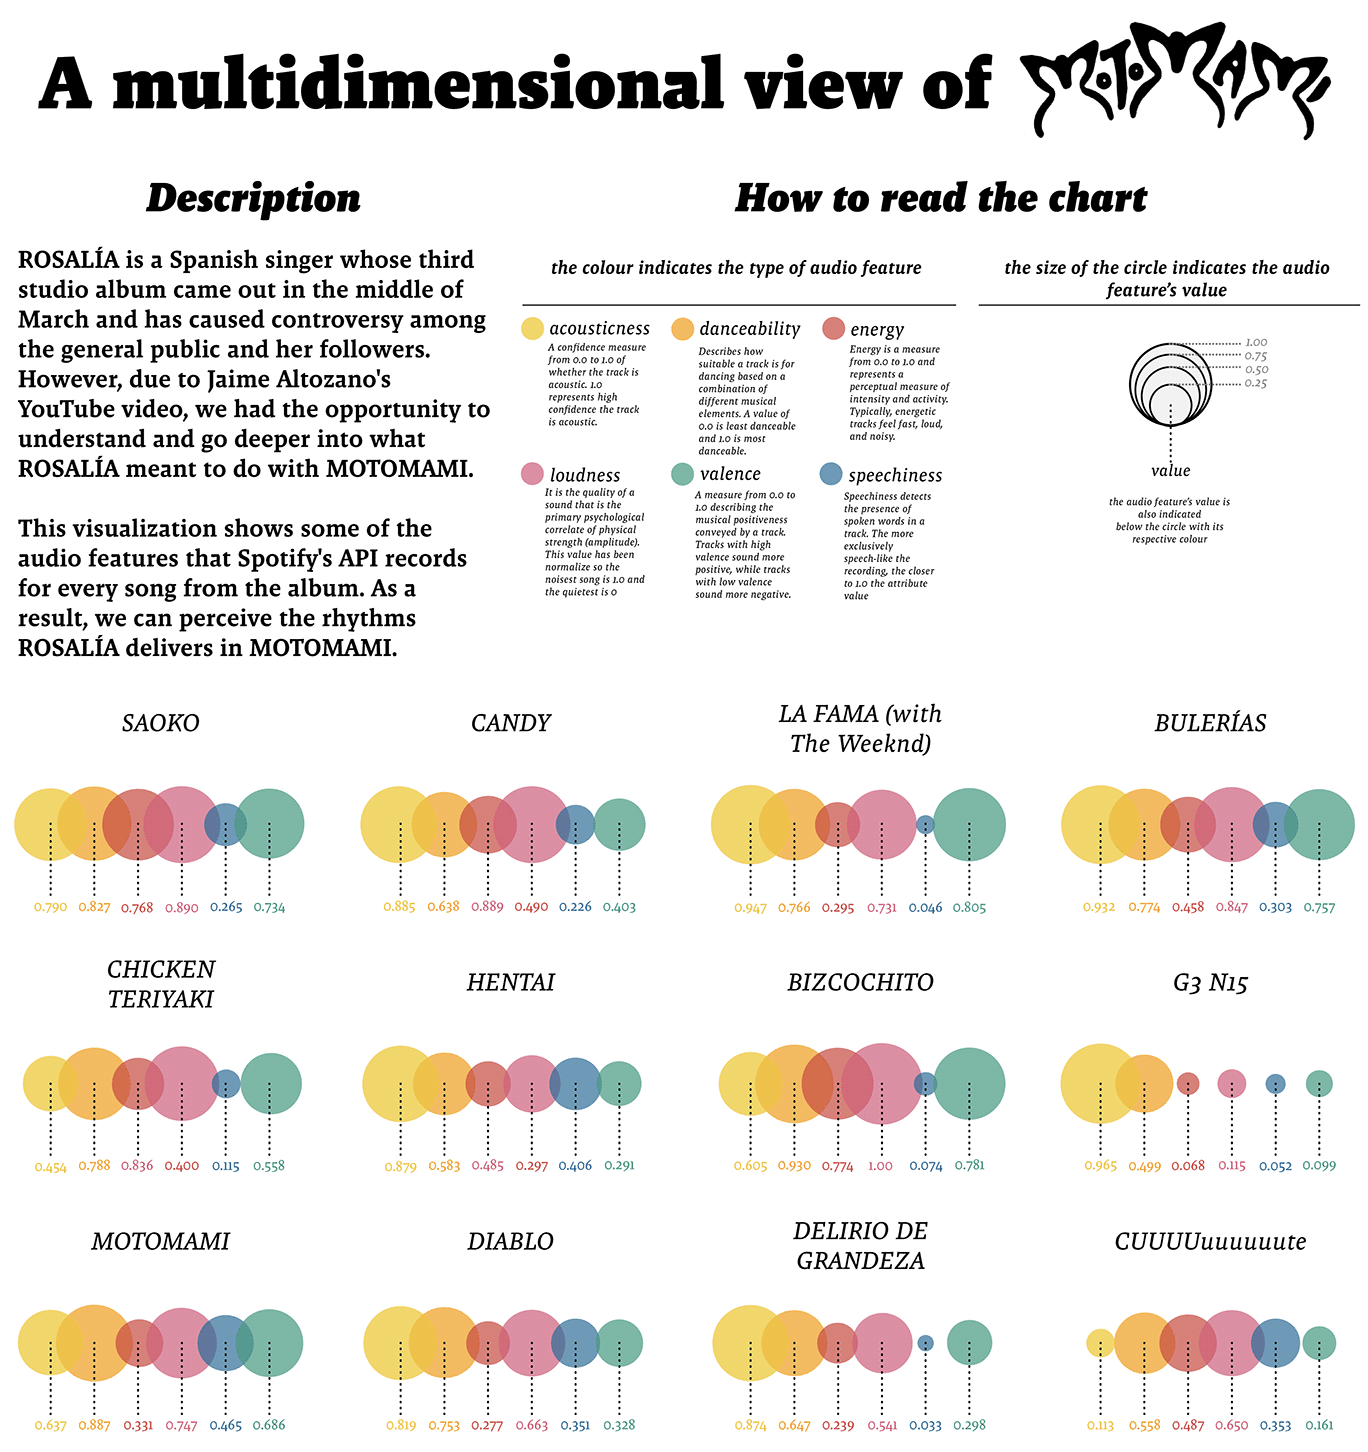 A multidimensional view of MOTOMAMI
Description
ROSALÍA is a Spanish singer whose third
studio album came out in the middle of
March and has caused controversy among
the general public and her followers.
However, due to Jaime Altozano's
YouTube video, we had the opportunity to
understand and go deeper into what
ROSALÍA meant to do with MOTOMAMI.
This visualization shows some of the
audio features that Spotify's API records
for every song from the album. As a
result, we can perceive the rhythms
ROSALÍA delivers in MOTOMAMI.
How to read the chart
the colour indicates the type of audio feature
acousticness
A confidence measure
from 0.0 to 1.0 of
whether the track is
acoustic. 1.0
represents high
confidence the track
is acoustic.
danceability
Describes how
suitable a track is for
dancing based on a
combination of
different musical
elements. A value of
0.0 is least danceable
and 1.0 is most
danceable.
energy
Energy is a measure
from 0.0 to 1.0 and
represents a
perceptual measure of
intensity and activity.
Typically, energetic
tracks feel fast, loud,
and noisy.
loudness
It is the quality of a
sound that is the
primary psychological
correlate of physical
strength (amplitude).
This value has been
normalize so the
noisest song is 1.0 and
the quietest is 0
valence
A measure from 0.0 to
1.0 describing the
musical positiveness
conveyed by a track.
Tracks with high
valence sound more
positive, while tracks
with low valence
sound more negative.
speechiness
Speechiness detects
the presence of
spoken words in a
track. The more
exclusively
speech-like the
recording, the closer
to 1.0 the attribute
value
the size of the circle indicates the audio
feature's value
1.00
0.75
0.50
0.25
value
the audio feature's value is
also indicated
below the circle with its
respective colour
SAOKO
0.790 0.827 0.768 0.890 0.265 0.734
CANDY
0.885 0.638 0.889 0.490 0.226 0.403
LA FAMA (with
The Weeknd)
0.947 0.766 0.295 0.731 0.046 0.805
BULERÍAS
0.932 0.774 0.458 0.847 0.303 0.757
CHICKEN
TERIYAKI
0.454 0.788 0.836 0.400 0.115 0.558
HENTAI
0.879 0.583 0.485 0.297 0.406 0.291
BIZCOCHITO
0.605 0.930 0.774 1.00 0.074 0.781
G3 N15
0.965 0.499 0.068 0.115 0.052 0.099
MOTOMAMI
0.637 0.887 0.331 0.747 0.465 0.686
DIABLO
0.819 0.753 0.277 0.663 0.351 0.328
DELIRIO DE
GRANDEZA
0.874 0.647 0.239 0.541 0.033 0.298
CUUUUuuuuuute
0.113 0.558 0.487 0.650 0.353 0.161